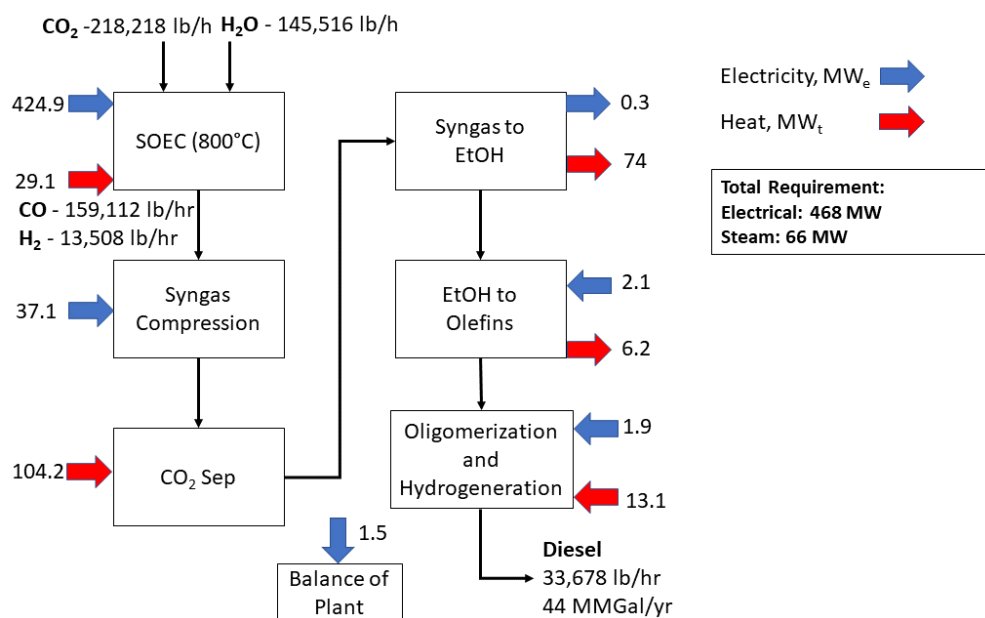 CO₂ -218,218 lb/h H₂O - 145,516 lb/h
424.9
SOEC (800°C)
29.1
CO - 159,112 lb/hr
H₂ - 13,508 lb/hr
37.1
Syngas
Compression
104.2
CO₂ Sep
1.5
Balance of
Plant
Syngas to
EtOH
0.3
74
EtOH to
Olefins
2.1
6.2
Oligomerization
and
Hydrogeneration
1.9
13.1
Diesel
33,678 lb/hr
44 MMGal/yr
Electricity, MWₑ
Heat, MWₜ
Total Requirement:
Electrical: 468 MW
Steam: 66 MW